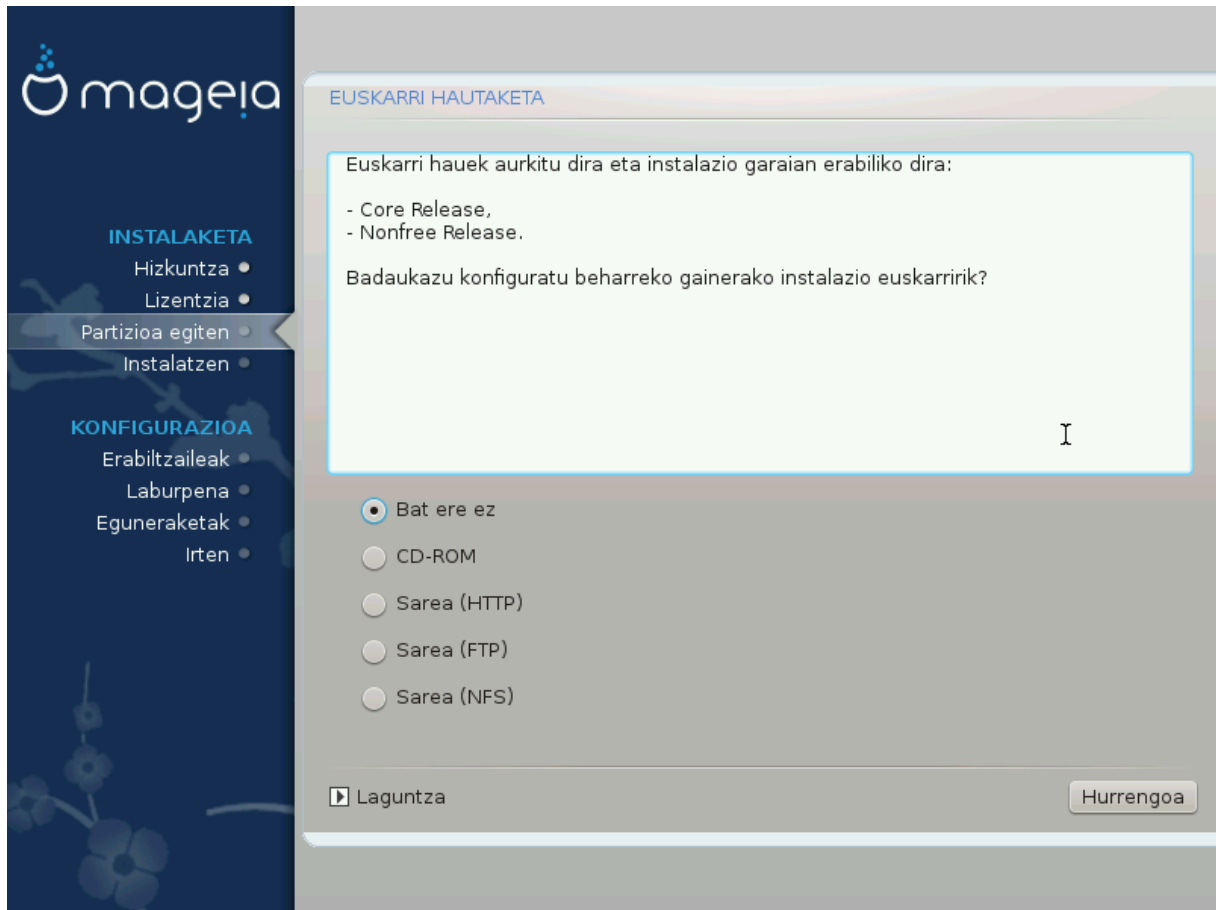 mageia
INSTALAKETA
Hizkuntza
Lizentzia
Partizioa egiten
Instalatzen
KONFIGURAZIOA
Erabiltzaileak
Laburpena
Eguneraketak
Irten
EUSKARRI HAUTAKETA
Euskarri hauek aurkitu dira eta instalazio garaian erabiliko dira:
- Core Release,
- Nonfree Release.
Badaukazu konfiguratu beharreko gainerako instalazio euskarririk?
Bat ere ez
CD-ROM
Sarea (HTTP)
Sarea (FTP)
Sarea (NFS)
Laguntza
Hurrengoa